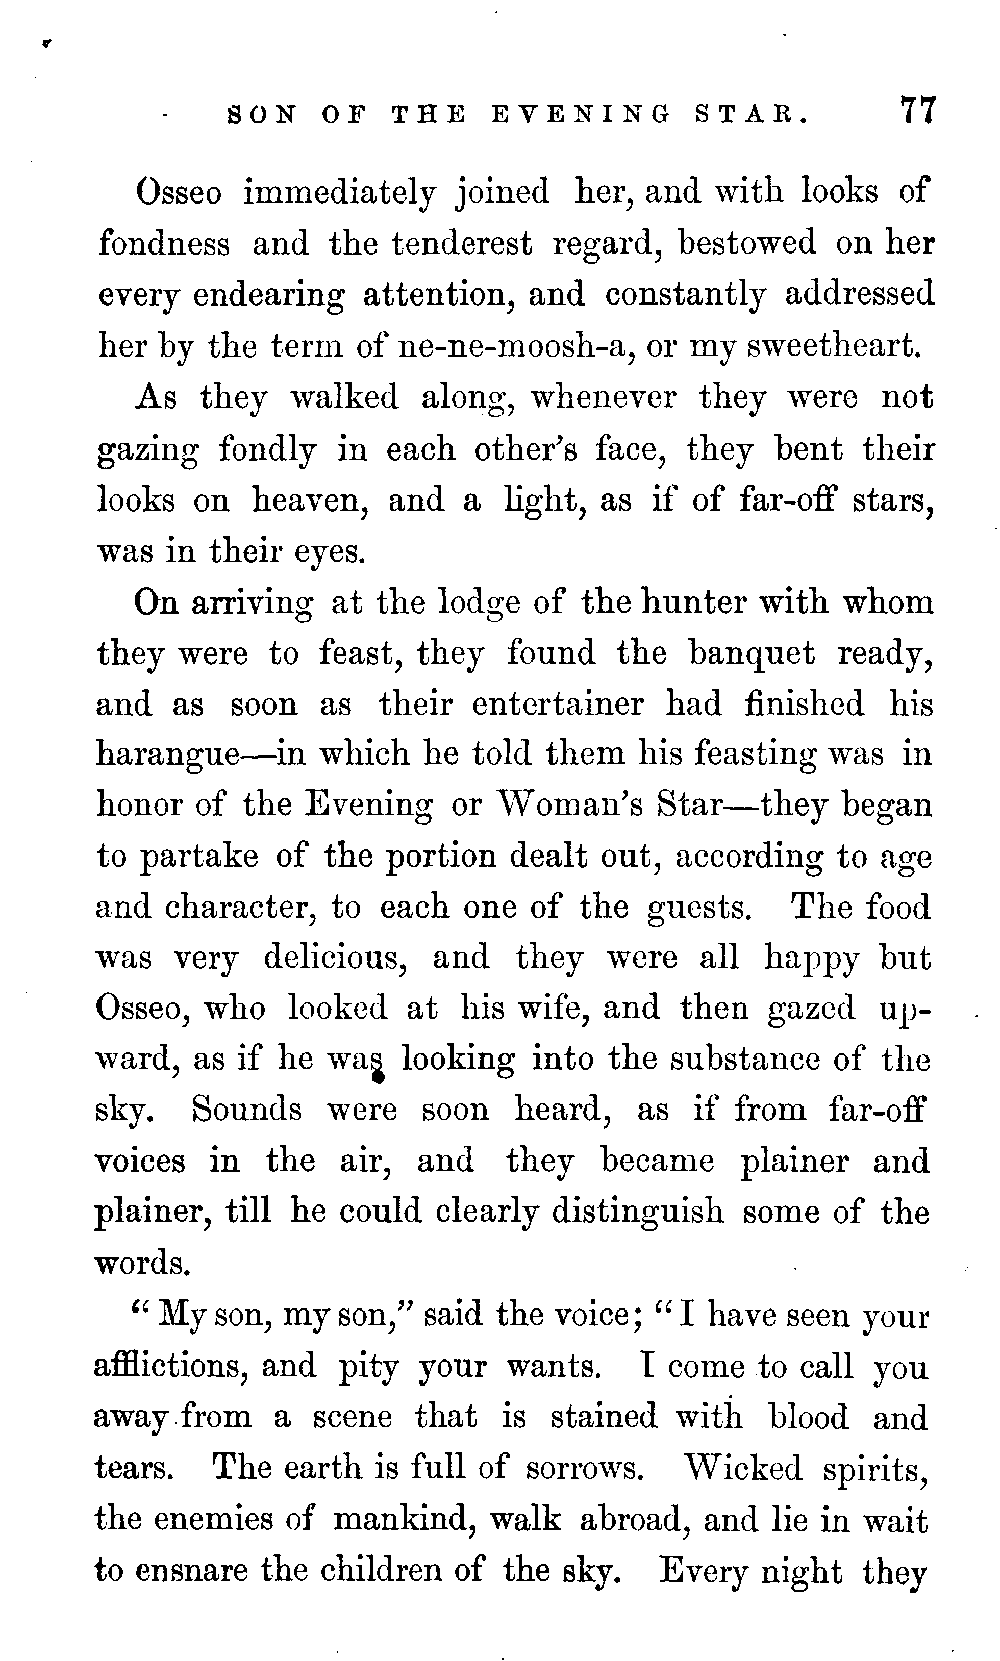 SON OF THE EVENING STAR. 77
Osseo immediately joined her, and with looks of
fondness and the tenderest regard, bestowed on her
every endearing attention, and constantly addressed
her by the term of ne-ne-moosh-a, or my sweetheart.
As they walked along, whenever they were not
gazing fondly in each other's face, they bent their
looks on heaven, and a light, as if of far-off stars,
was in their eyes.
On arriving at the lodge of the hunter with whom
they were to feast, they found the banquet ready,
and as soon as their entertainer had finished his
harangue—in which he told them his feasting was in
honor of the Evening or Woman's Star—they began
to partake of the portion dealt out, according to age
and character, to each one of the guests. The food
was very delicious, and they were all happy but
Osseo, who looked at his wife, and then gazed up-
ward, as if he was looking into the substance of the
sky. Sounds were soon heard, as if from far-off
voices in the air, and they became plainer and
plainer, till he could clearly distinguish some of the
words.
"My son, my son," said the voice; "I have seen your
afflictions, and pity your wants. I come to call you
away from a scene that is stained with blood and
tears. The earth is full of sorrows. Wicked spirits,
the enemies of mankind, walk abroad, and lie in wait
to ensnare the children of the sky. Every night they